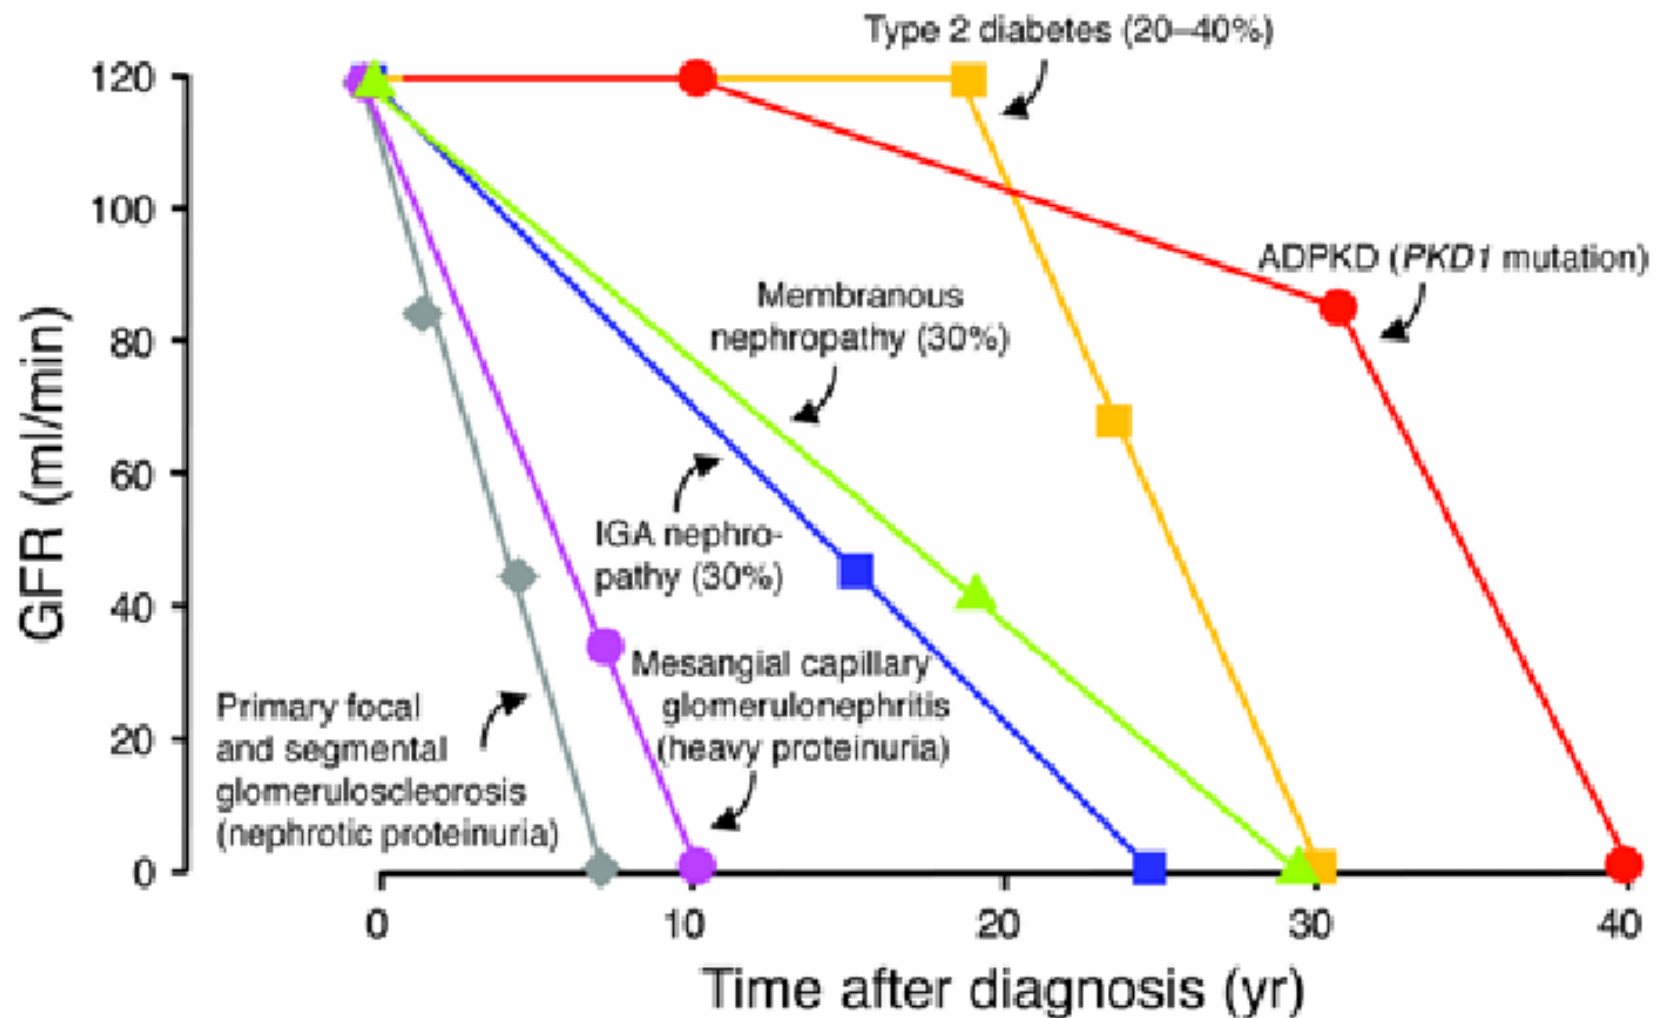 Type 2 diabetes (20–40%)
120
100
ADPKD (PKD1 mutation)
Membranous
nephropathy (30%)
80
60
IGA nephro-
pathy (30%)
40
Mesangial capillary
glomerulonephritis
(heavy proteinuria)
Primary focal
and segmental
glomeruloscleorosis
(nephrotic proteinuria)
20
0
GFR (ml/min)
0 10 20 30 40
Time after diagnosis (yr)